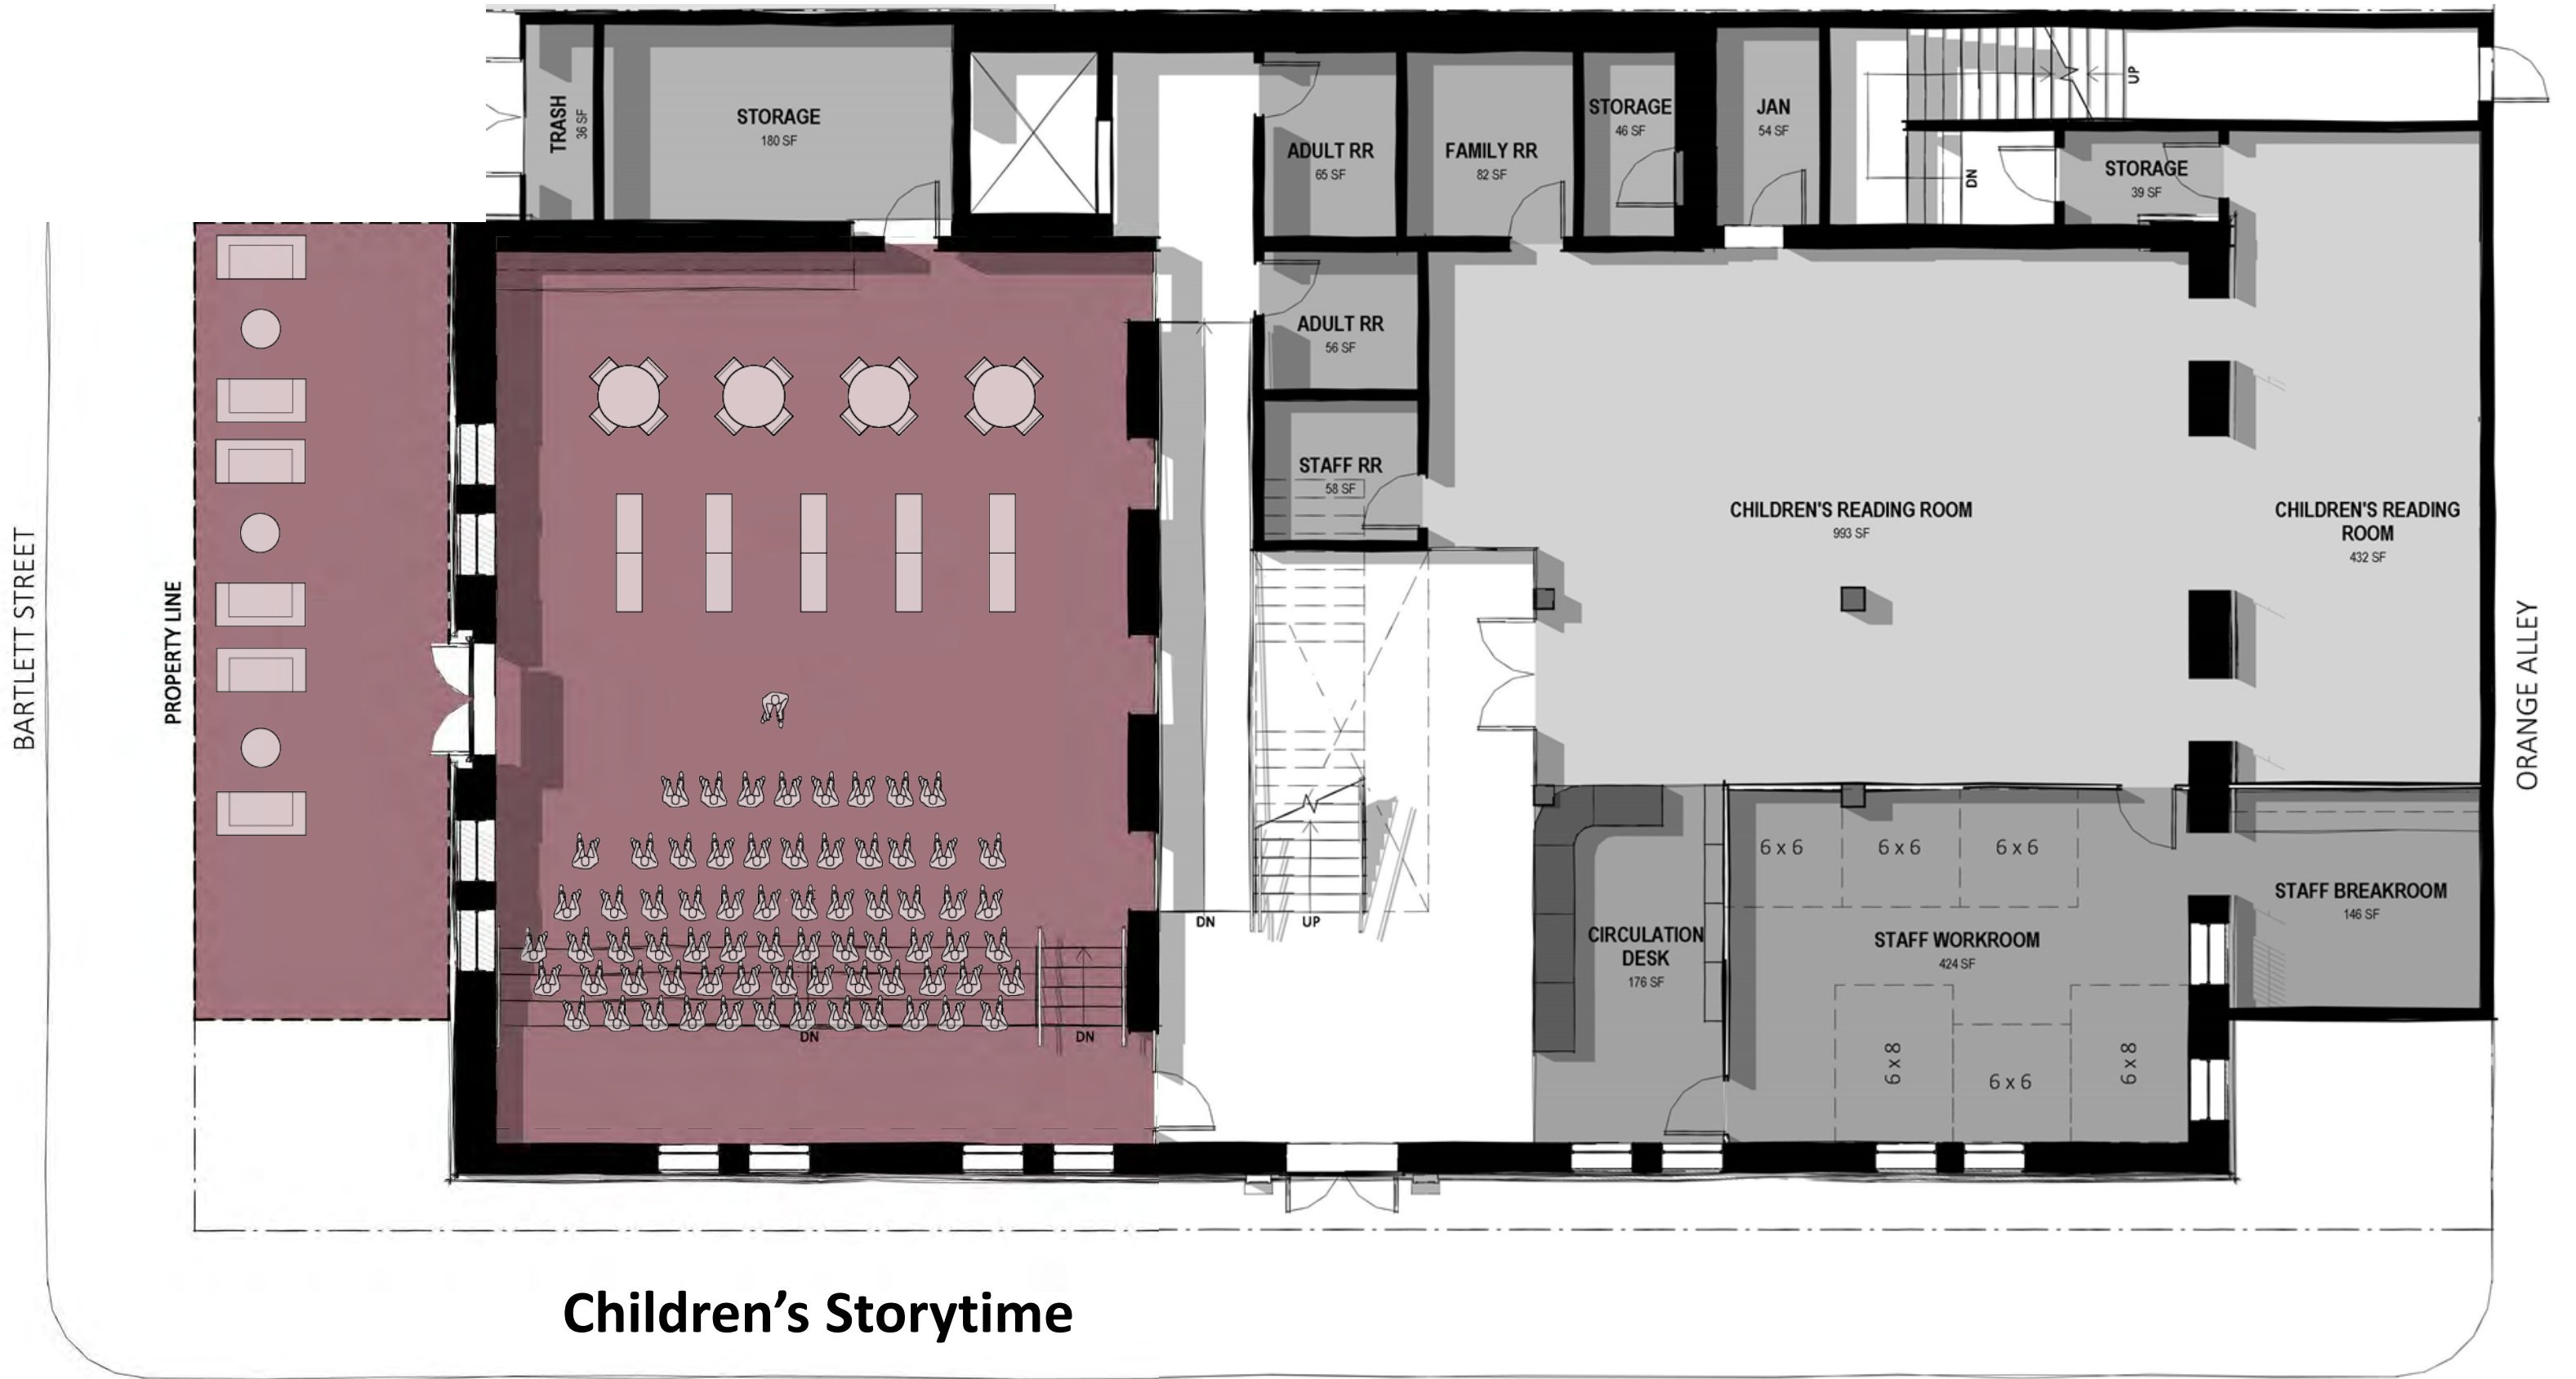 TRASH
36 SF
STORAGE
180 SF
ADULT RR
65 SF
FAMILY RR
82 SF
STORAGE
46 SF
JAN
54 SF
UP
DN
STORAGE
39 SF
ADULT RR
56 SF
STAFF RR
58 SF
BARTLETT STREET
PROPERTY LINE
CHILDREN'S READING ROOM
993 SF
CHILDREN'S READING
ROOM
432 SF
ORANGE ALLEY
6 x 6
6 x 6
6 x 6
STAFF BREAKROOM
146 SF
DN
UP
CIRCULATION
DESK
176 SF
STAFF WORKROOM
424 SF
DN
DN
6 x 8
6 x 6
6 x 8
Children's Storytime